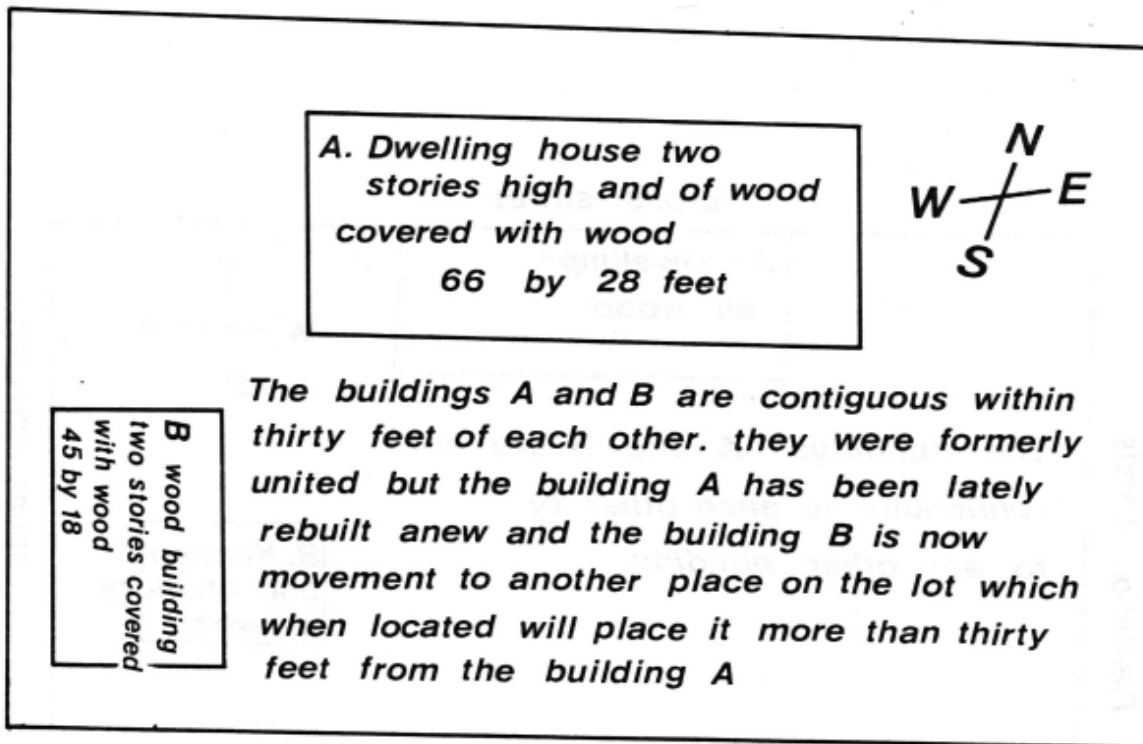 A. Dwelling house two
stories high and of wood
covered with wood
66 by 28 feet
N
W E
S
The buildings A and B are contiguous within
thirty feet of each other. they were formerly
united but the building A has been lately
rebuilt anew and the building B is now
movement to another place on the lot which
when located will place it more than thirty
feet from the building A
B wood building
two stories covered
with wood
45 by 18